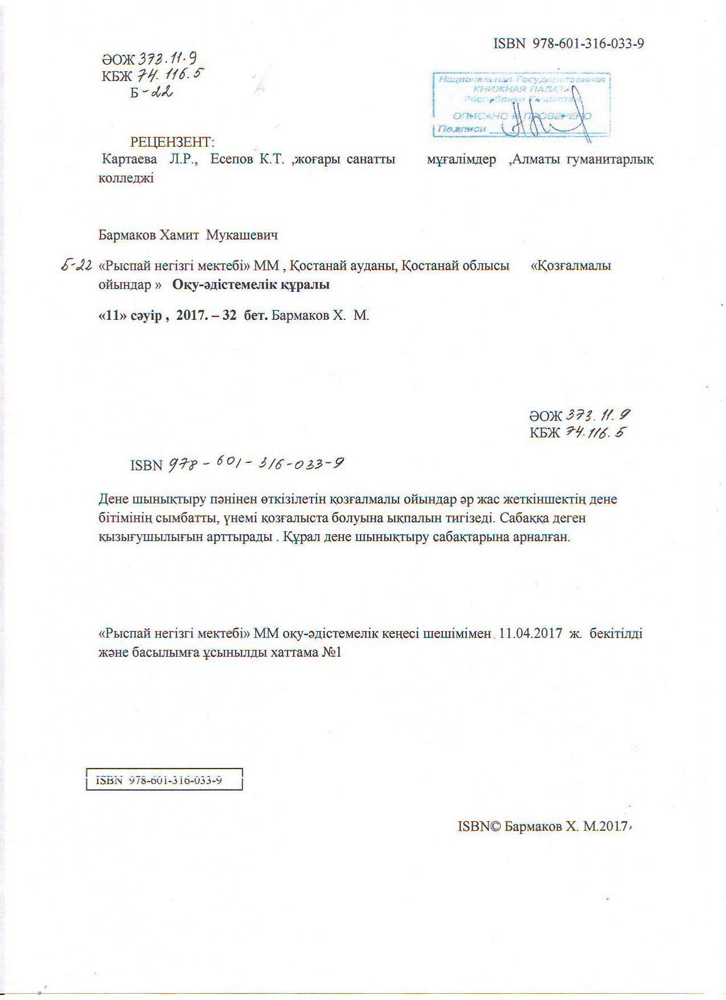 ISBN 978-601-316-033-9
ӘОЖ 373.11.9
КБЖ 74.116.5
Б-22
Национальная Государственная
КНИЖНАЯ ПАЛАТА
Республики Казахстан
ОПИСАНО И ПРОВЕРЕНО
Подписи
РЕЦЕНЗЕНТ:
Картаева Л.Р., Есепов К.Т. ,жоғары санатты мұғалімдер ,Алматы гуманитарлық
колледжі
Бармаков Хамит Мукашевич
Б-22 «Рыспай негізгі мектебі» ММ , Қостанай ауданы, Қостанай облысы «Қозғалмалы
ойындар » Оқу-әдістемелік құралы
«11» сәуір , 2017. – 32 бет. Бармаков Х. М.
ӘОЖ 373.11.9
КБЖ 74.116.5
ISBN 978-601-316-033-9
Дене шынықтыру пәнінен өткізілетін қозғалмалы ойындар әр жас жеткіншектің дене
бітімінің сымбатты, үнемі қозғалыста болуына ықпалын тигізеді. Сабаққа деген
қызығушылығын арттырады . Құрал дене шынықтыру сабақтарына арналған.
«Рыспай негізгі мектебі» ММ оқу-әдістемелік кеңесі шешімімен 11.04.2017 ж. бекітілді
және басылымға ұсынылды хаттама №1
ISBN 978-601-316-033-9
ISBN© Бармаков Х. М.2017